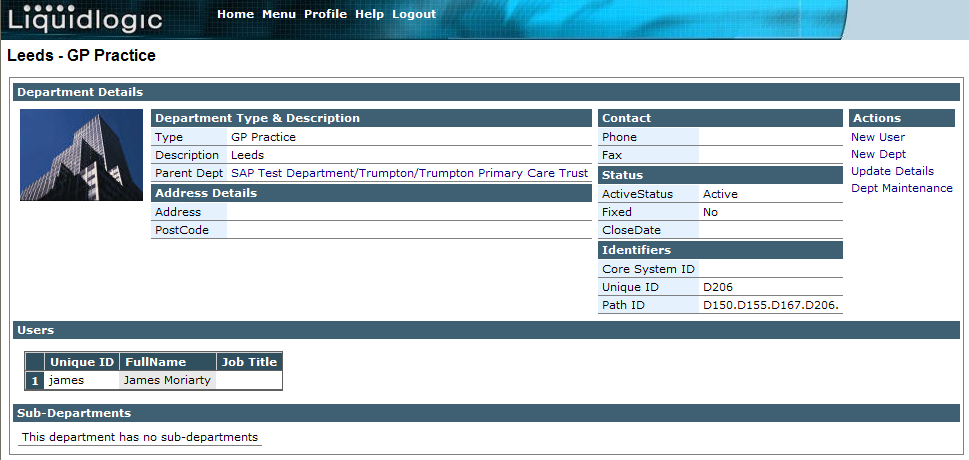 Liquidlogic
Home Menu Profile Help Logout
Leeds - GP Practice
Department Details
Department Type & Description
Type GP Practice
Description Leeds
Parent Dept SAP Test Department/Trumpton/Trumpton Primary Care Trust
Address Details
Address
PostCode
Contact
Phone
Fax
Status
ActiveStatus Active
Fixed No
CloseDate
Identifiers
Core System ID
Unique ID D206
Path ID D150.D155.D167.D206.
Actions
New User
New Dept
Update Details
Dept Maintenance
Users
Unique ID FullName Job Title
1 james James Moriarty
Sub-Departments
This department has no sub-departments